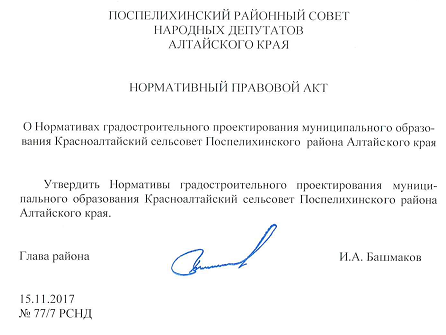 ПОСПЕЛИХИНСКИЙ РАЙОННЫЙ СОВЕТ
НАРОДНЫХ ДЕПУТАТОВ
АЛТАЙСКОГО КРАЯ
НОРМАТИВНЫЙ ПРАВОВОЙ АКТ
О Нормативах градостроительного проектирования муниципального образо-
вания Красноалтайский сельсовет Поспелихинского района Алтайского края
Утвердить Нормативы градостроительного проектирования муници-
пального образования Красноалтайский сельсовет Поспелихинского района
Алтайского края.
Глава района И.А. Башмаков
15.11.2017
№ 77/7 РСНД